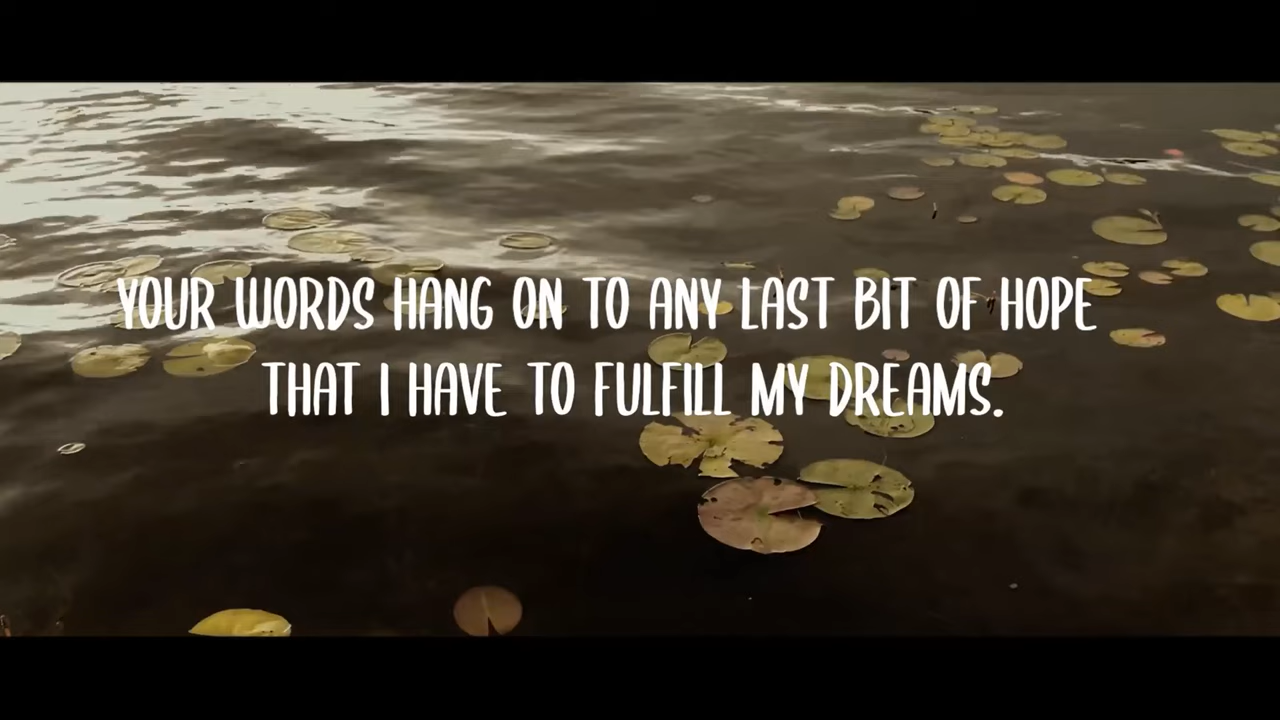 YOUR WORDS HANG ON TO ANY LAST BIT OF HOPE
THAT I HAVE TO FULFILL MY DREAMS.